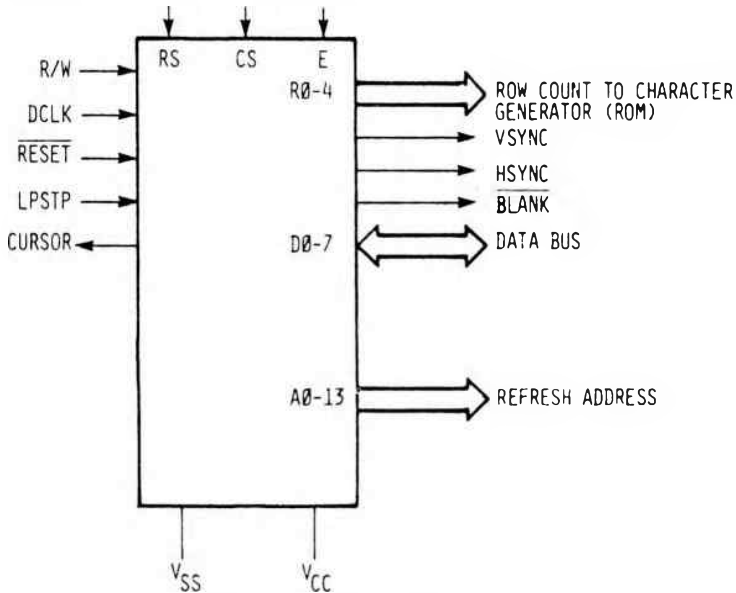 RS CS E
R/W
RØ-4
ROW COUNT TO CHARACTER
GENERATOR (ROM)
DCLK
VSYNC
RESET
HSYNC
LPSTP
BLANK
CURSOR
DØ-7
DATA BUS
AØ-13
REFRESH ADDRESS
VSS
VCC